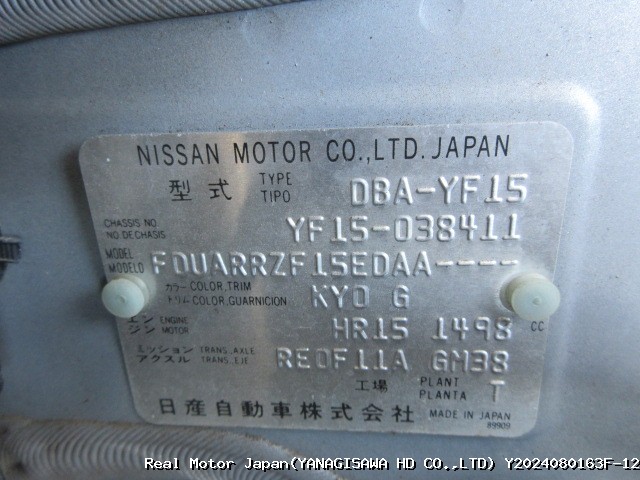 NISSAN MOTOR CO.,LTD. JAPAN
型式 TYPE TIPO DBA-YF15
CHASSIS NO. NO. DE CHASIS YF15-038411
MODEL MODELO FDUARRZF15EDAA----
カラー COLOR,TRIM
トリム COLOR,GUARNICION KY0 G
エンジン ENGINE MOTOR HR15 1498 CC
ミッション TRANS.,AXLE
アクスル TRANS.,EJE RE0F11A GM38
工場 PLANT PLANTA T
日産自動車株式会社 MADE IN JAPAN
89909
Real Motor Japan(YANAGISAWA HD CO.,LTD) Y2024080163F-12